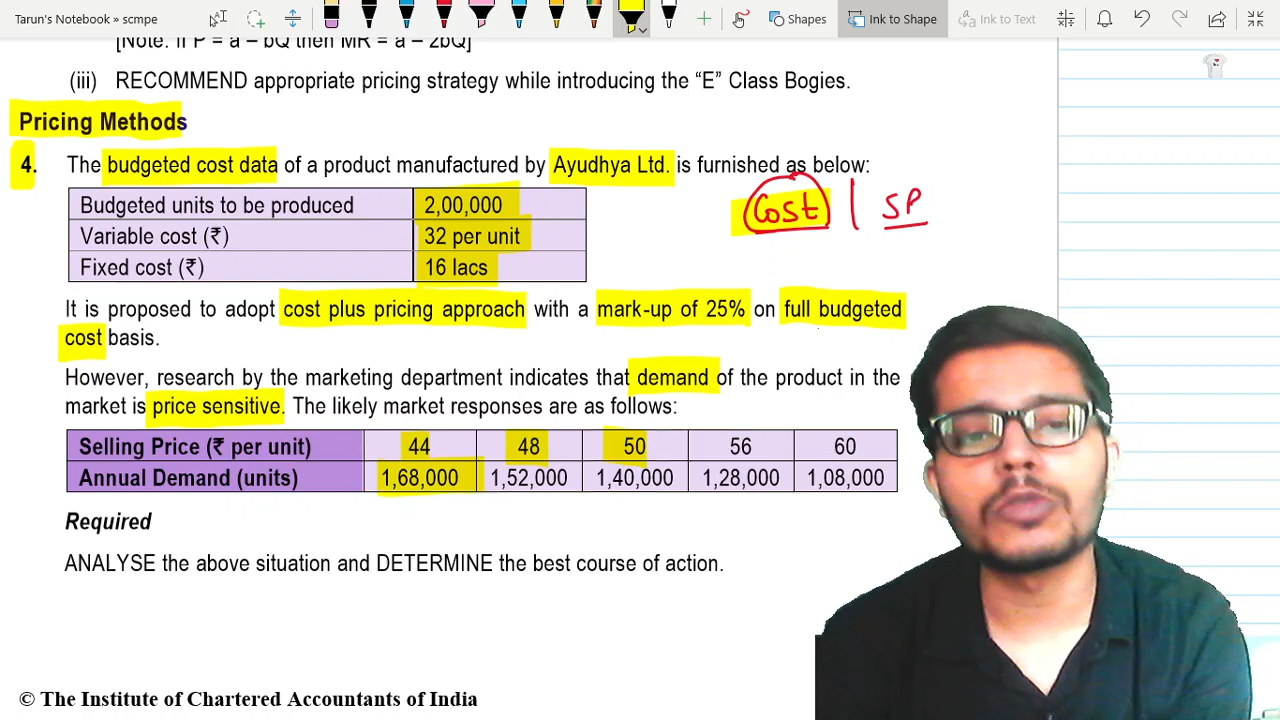 Tarun's Notebook » scmpe
Shapes
Ink to Shape
Ink to Text
[Note: If P = a – bQ then MR = a – 2bQ]
(iii) RECOMMEND appropriate pricing strategy while introducing the “E” Class Bogies.
Pricing Methods
4. The budgeted cost data of a product manufactured by Ayudhya Ltd. is furnished as below:
Budgeted units to be produced 2,00,000
Variable cost (₹) 32 per unit
Fixed cost (₹) 16 lacs
Cost | SP
It is proposed to adopt cost plus pricing approach with a mark-up of 25% on full budgeted
cost basis.
However, research by the marketing department indicates that demand of the product in the
market is price sensitive. The likely market responses are as follows:
Selling Price (₹ per unit) 44 48 50 56 60
Annual Demand (units) 1,68,000 1,52,000 1,40,000 1,28,000 1,08,000
Required
ANALYSE the above situation and DETERMINE the best course of action.
© The Institute of Chartered Accountants of India